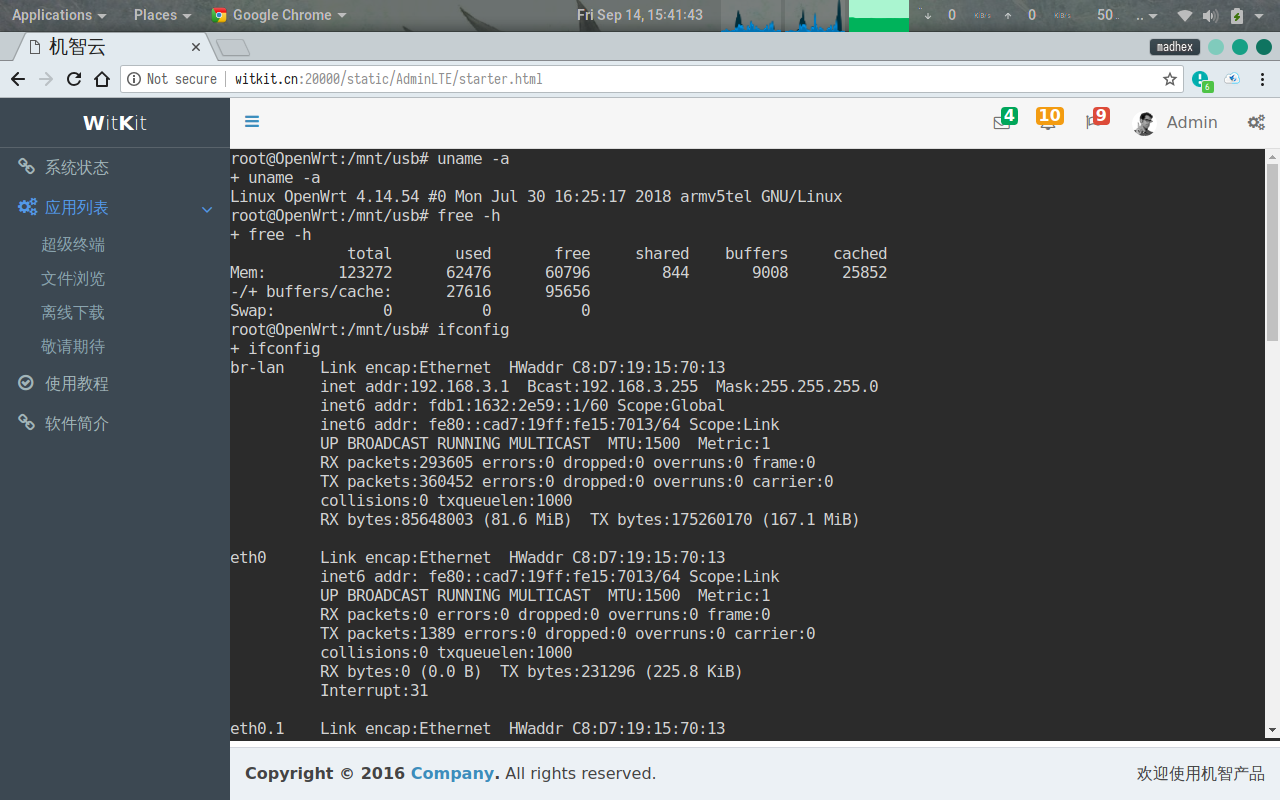 Applications Places Google Chrome Fri Sep 14, 15:41:43 0 KiB/s 0 KiB/s 50.. ..
机智云
madhex
Not secure witkit.cn:20000/static/AdminLTE/starter.html 6
WitKit 4 10 9 Admin
系统状态
应用列表
超级终端
文件浏览
离线下载
敬请期待
使用教程
软件简介
root@OpenWrt:/mnt/usb# uname -a
+ uname -a
Linux OpenWrt 4.14.54 #0 Mon Jul 30 16:25:17 2018 armv5tel GNU/Linux
root@OpenWrt:/mnt/usb# free -h
+ free -h
total used free shared buffers cached
Mem: 123272 62476 60796 844 9008 25852
-/+ buffers/cache: 27616 95656
Swap: 0 0 0
root@OpenWrt:/mnt/usb# ifconfig
+ ifconfig
br-lan Link encap:Ethernet HWaddr C8:D7:19:15:70:13
inet addr:192.168.3.1 Bcast:192.168.3.255 Mask:255.255.255.0
inet6 addr: fdb1:1632:2e59::1/60 Scope:Global
inet6 addr: fe80::cad7:19ff:fe15:7013/64 Scope:Link
UP BROADCAST RUNNING MULTICAST MTU:1500 Metric:1
RX packets:293605 errors:0 dropped:0 overruns:0 frame:0
TX packets:360452 errors:0 dropped:0 overruns:0 carrier:0
collisions:0 txqueuelen:1000
RX bytes:85648003 (81.6 MiB) TX bytes:175260170 (167.1 MiB)
eth0 Link encap:Ethernet HWaddr C8:D7:19:15:70:13
inet6 addr: fe80::cad7:19ff:fe15:7013/64 Scope:Link
UP BROADCAST RUNNING MULTICAST MTU:1500 Metric:1
RX packets:0 errors:0 dropped:0 overruns:0 frame:0
TX packets:1389 errors:0 dropped:0 overruns:0 carrier:0
collisions:0 txqueuelen:1000
RX bytes:0 (0.0 B) TX bytes:231296 (225.8 KiB)
Interrupt:31
eth0.1 Link encap:Ethernet HWaddr C8:D7:19:15:70:13
Copyright © 2016 Company. All rights reserved. 欢迎使用机智产品